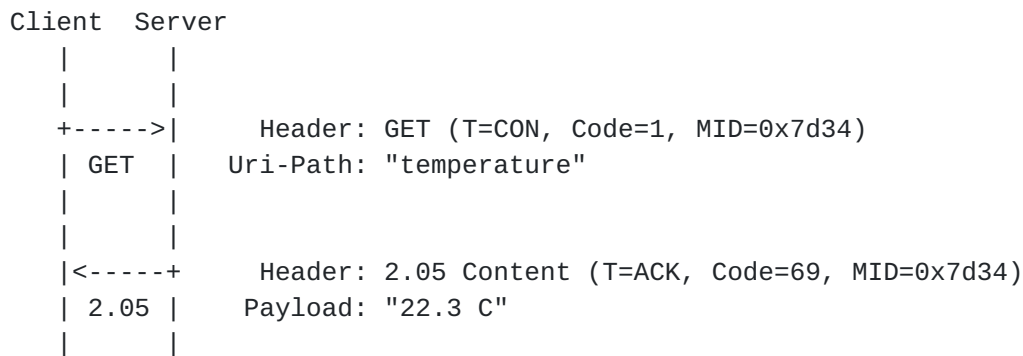 Client  Server
   |      |
   |      |
   +----->|     Header: GET (T=CON, Code=1, MID=0x7d34)
   | GET  |   Uri-Path: "temperature"
   |      |
   |      |
   |<-----+     Header: 2.05 Content (T=ACK, Code=69, MID=0x7d34)
   | 2.05 |    Payload: "22.3 C"
   |      |